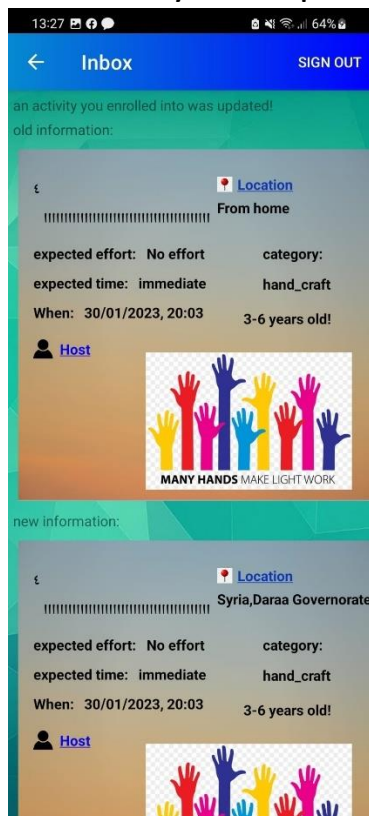 13:27 64%
Inbox SIGN OUT
an activity you enrolled into was updated!
old information:
٤ Location
!!!!!!!!!!!!!!!!!!!!!!!!!!!!!!!!!!!!!!! From home
expected effort: No effort category:
expected time: immediate hand_craft
When: 30/01/2023, 20:03 3-6 years old!
Host
MANY HANDS MAKE LIGHT WORK
new information:
٤ Location
!!!!!!!!!!!!!!!!!!!!!!!!!!!!!!!!!!!!!!! Syria,Daraa Governorate
expected effort: No effort category:
expected time: immediate hand_craft
When: 30/01/2023, 20:03 3-6 years old!
Host